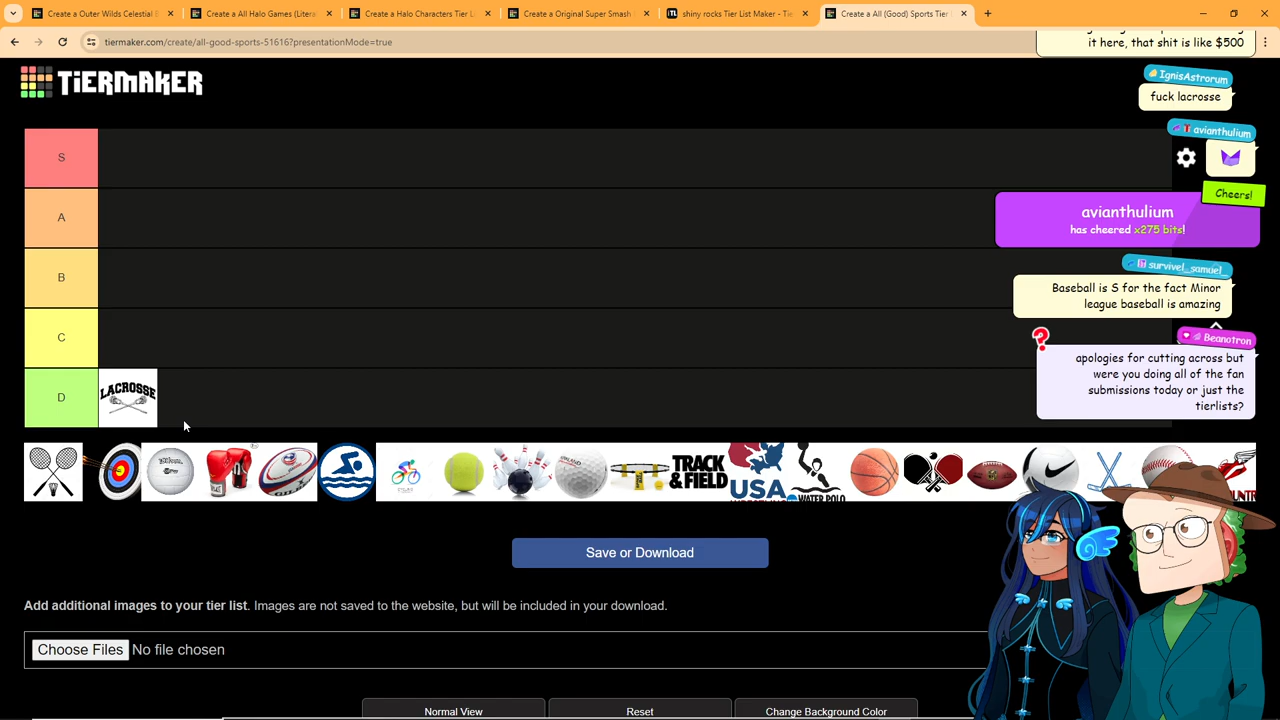 Create a Outer Wilds Celestial B
Create a All Halo Games (Litera
Create a Halo Characters Tier L
Create a Original Super Smash
shiny rocks Tier List Maker - Tie
Create a All (Good) Sports Tier
tiermaker.com/create/all-good-sports-51616?presentationMode=true
it here, that shit is like $500
TiERMAKER
IgnisAstrorum
fuck lacrosse
avianthulium
Cheers!
avianthulium
has cheered x275 bits!
survivel_samuel_
Baseball is S for the fact Minor
league baseball is amazing
Beanotron
apologies for cutting across but
were you doing all of the fan
submissions today or just the
tierlists?
S
A
B
C
D
LACROSSE
TRACK
&FIELD
USA
WATER POLO
Save or Download
Add additional images to your tier list. Images are not saved to the website, but will be included in your download.
Choose Files No file chosen
Normal View
Reset
Change Background Color